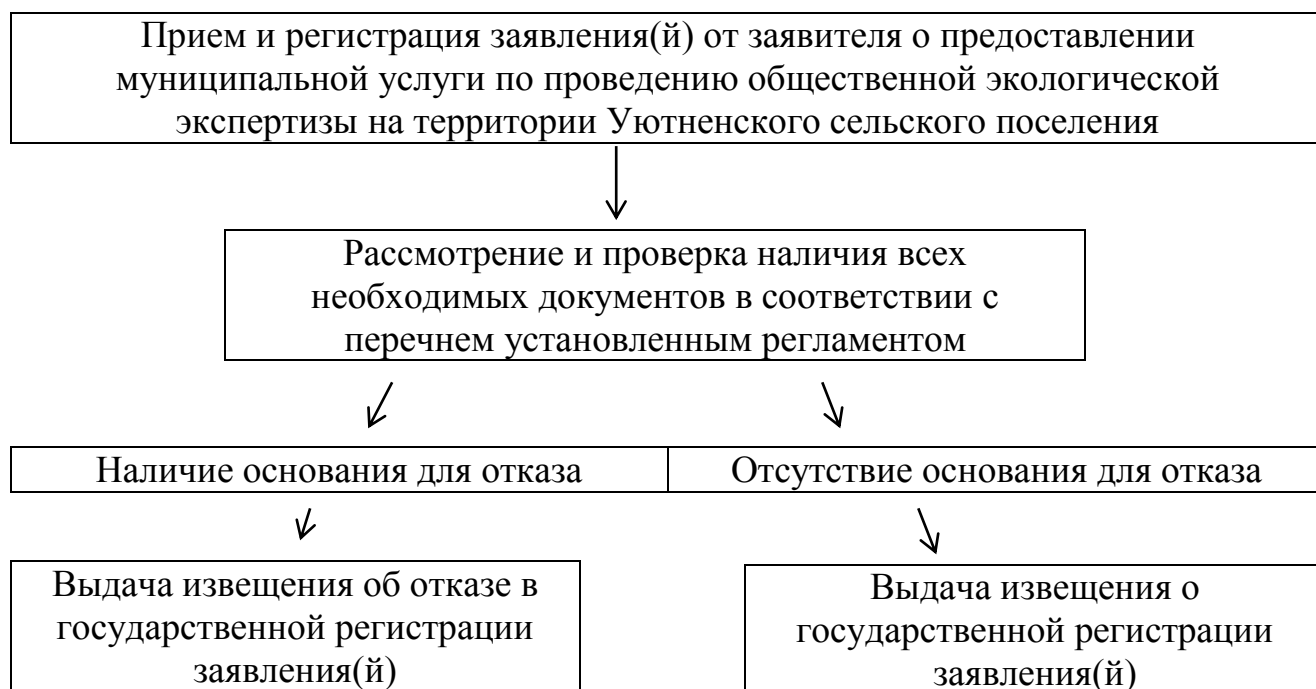 Прием и регистрация заявления(й) от заявителя о предоставлении
муниципальной услуги по проведению общественной экологической
экспертизы на территории Уютненского сельского поселения
Рассмотрение и проверка наличия всех
необходимых документов в соответствии с
перечнем установленным регламентом
Наличие основания для отказа
Отсутствие основания для отказа
Выдача извещения об отказе в
государственной регистрации
заявления(й)
Выдача извещения о
государственной регистрации
заявления(й)